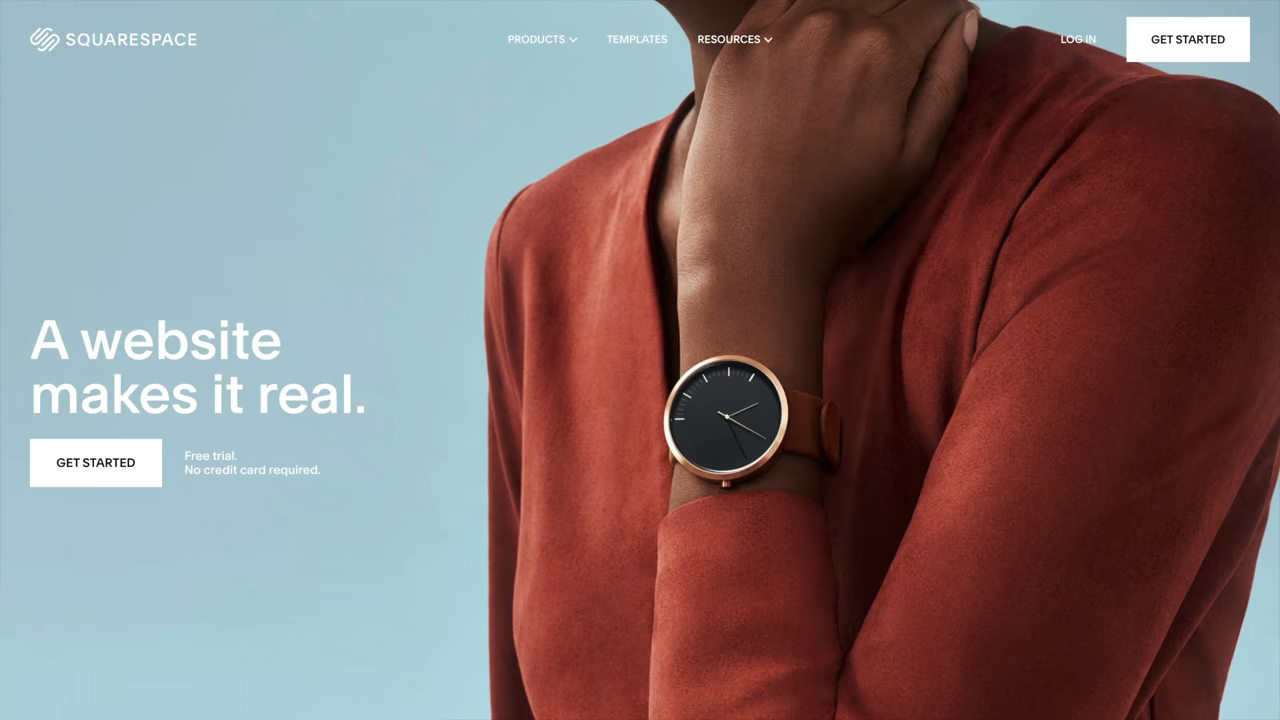 SQUARESPACE
PRODUCTS
TEMPLATES
RESOURCES
LOG IN
GET STARTED
A website
makes it real.
GET STARTED
Free trial.
No credit card required.